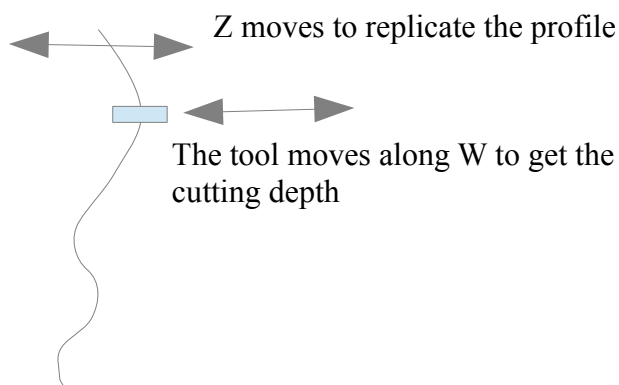 Z moves to replicate the profile
The tool moves along W to get the
cutting depth